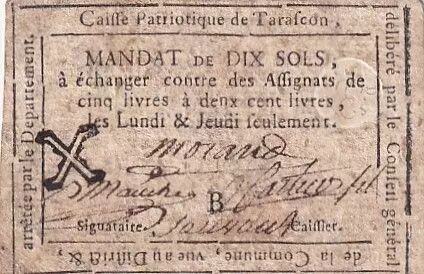 Caisse Patriotique de Tarascon,
MANDAT DE DIX SOLS,
à échanger contre des Assignats de
cinq livres à deux cent livres,
les Lundi & Jeudi seulement.
morand
B
Signataire. Caissier.
délibéré par le Conseil général
de la Commune, vu au District &
arrêtée par le Département.